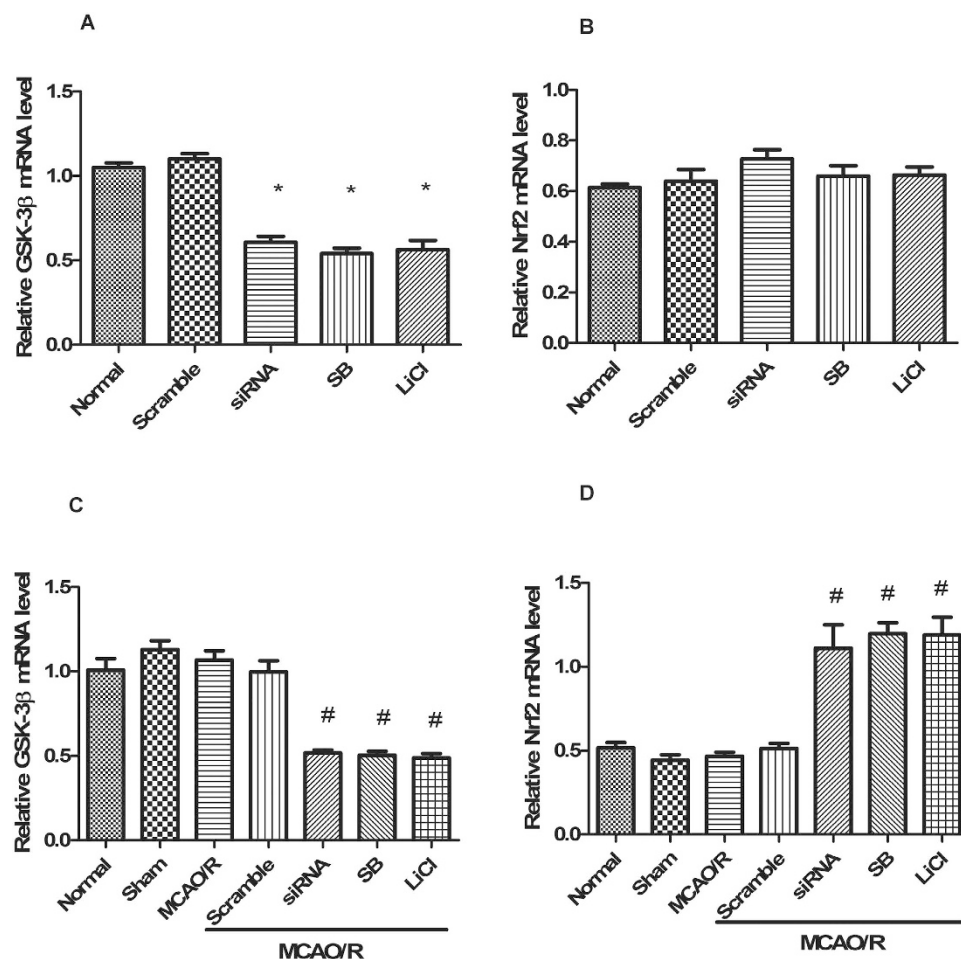 A
Relative GSK-3β mRNA level
1.5
1.0
0.5
0.0
* * *
Normal
Scramble
siRNA
SB
LiCl
B
Relative Nrf2 mRNA level
1.0
0.8
0.6
0.4
0.2
0.0
Normal
Scramble
siRNA
SB
LiCl
C
Relative GSK-3β mRNA level
1.5
1.0
0.5
0.0
# # #
Normal
Sham
MCAO/R
Scramble
siRNA
SB
LiCl
MCAO/R
D
Relative Nrf2 mRNA level
1.5
1.0
0.5
0.0
# # #
Normal
Sham
MCAO/R
Scramble
siRNA
SB
LiCl
MCAO/R